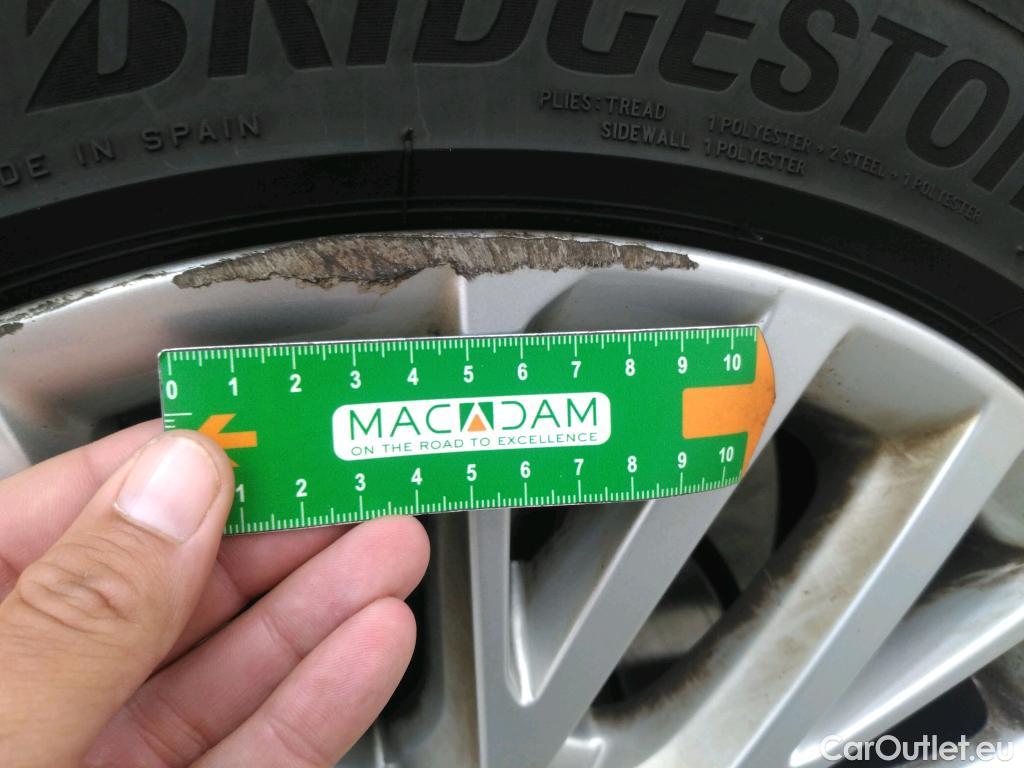 BRIDGESTON
DE IN SPAIN
PLIES: TREAD 1 POLYESTER + 2 STEEL + 1 POLYESTER
SIDEWALL 1 POLYESTER
0 1 2 3 4 5 6 7 8 9 10
MACADAM
ON THE ROAD TO EXCELLENCE
1 2 3 4 5 6 7 8 9 10
CarOutlet.eu